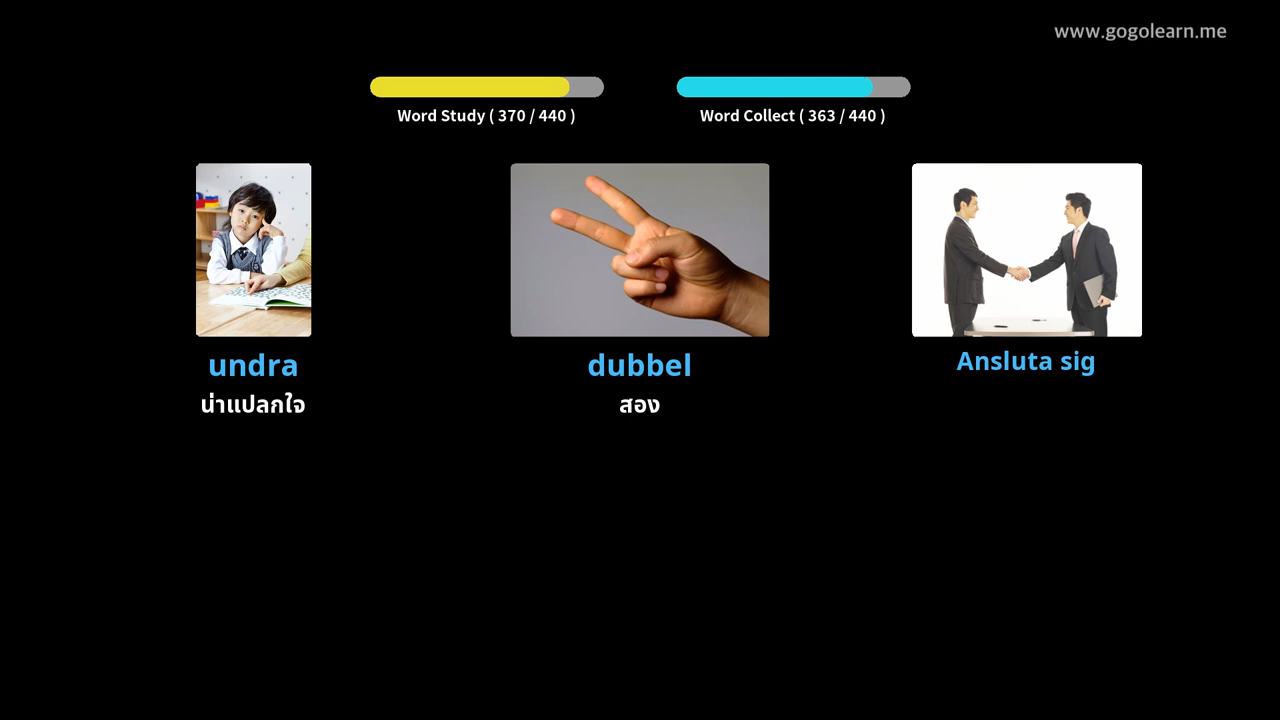 www.gogolearn.me
Word Study ( 370 / 440 )
Word Collect ( 363 / 440 )
undra
น่าแปลกใจ
dubbel
สอง
Ansluta sig